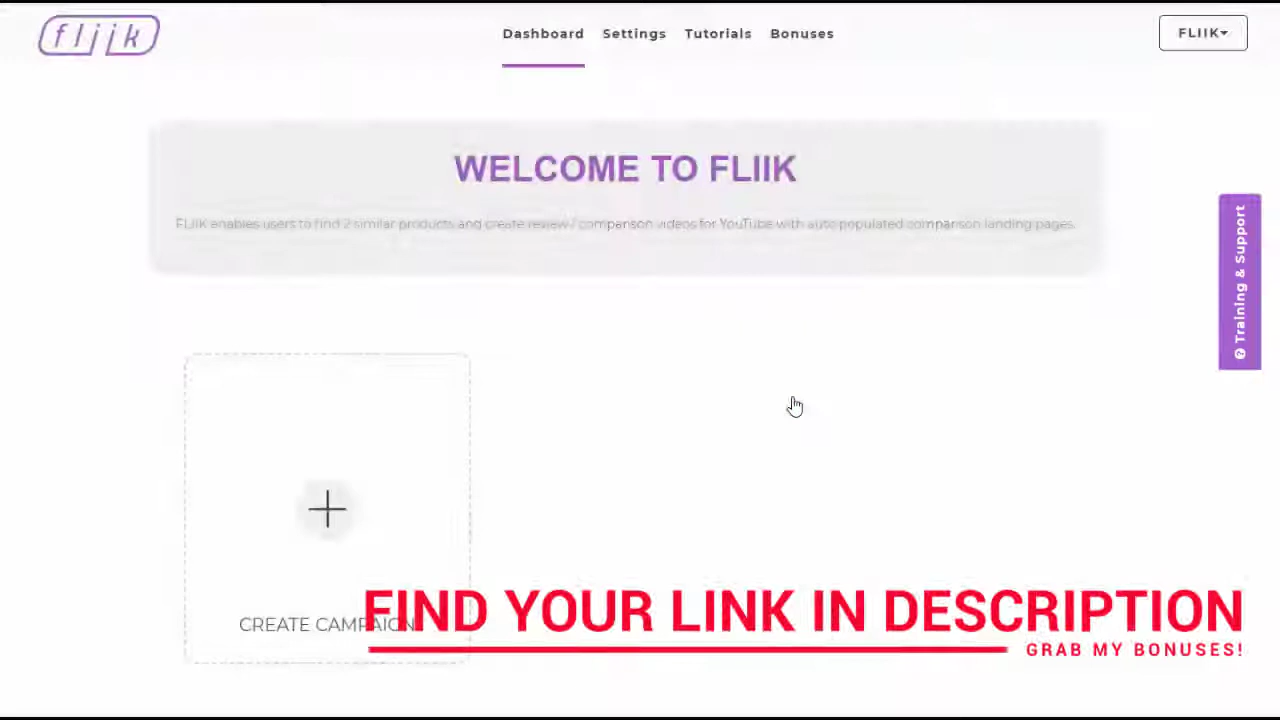 fliik
Dashboard Settings Tutorials Bonuses
FLIIK
WELCOME TO FLIIK
FLIIK enables users to find 2 similar products and create review / comparison videos for YouTube with auto populated comparison landing pages.
Training & Support
CREATE CAMPAIGN
FIND YOUR LINK IN DESCRIPTION
GRAB MY BONUSES!